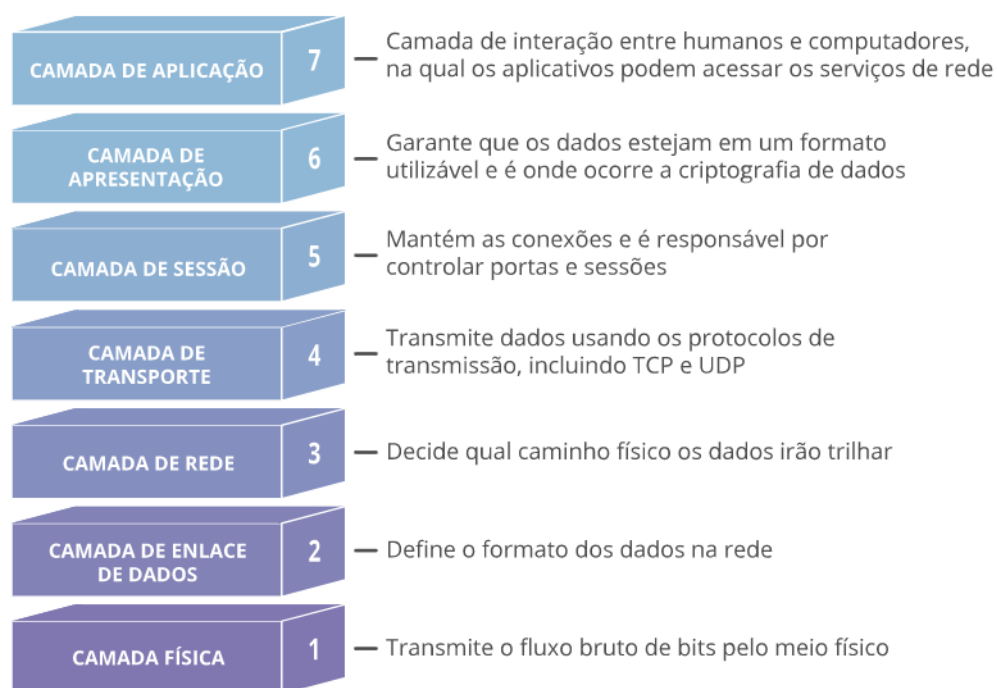 CAMADA DE APLICAÇÃO
7
Camada de interação entre humanos e computadores,
na qual os aplicativos podem acessar os serviços de rede
CAMADA DE
APRESENTAÇÃO
6
Garante que os dados estejam em um formato
utilizável e é onde ocorre a criptografia de dados
CAMADA DE SESSÃO
5
Mantém as conexões e é responsável por
controlar portas e sessões
CAMADA DE
TRANSPORTE
4
Transmite dados usando os protocolos de
transmissão, incluindo TCP e UDP
CAMADA DE REDE
3
Decide qual caminho físico os dados irão trilhar
CAMADA DE ENLACE
DE DADOS
2
Define o formato dos dados na rede
CAMADA FÍSICA
1
Transmite o fluxo bruto de bits pelo meio físico